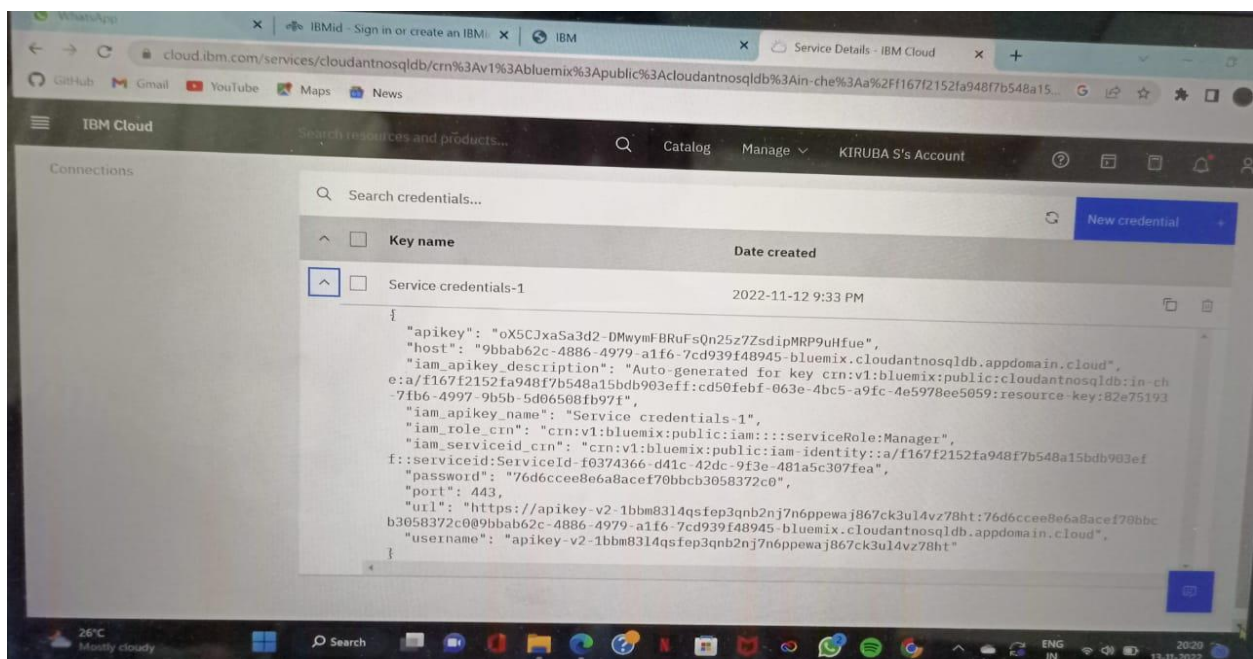 WhatsApp
IBMid - Sign in or create an IBMi
IBM
Service Details - IBM Cloud
cloud.ibm.com/services/cloudantnosqldb/crn%3Av1%3Abluemix%3Apublic%3Acloudantnosqldb%3Ain-che%3Aa%2Ff167f2152fa948f7b548a15...
GitHub Gmail YouTube Maps News
IBM Cloud
Search resources and products...
Catalog Manage KIRUBA S's Account
Connections
Search credentials...
New credential +
Key name Date created
Service credentials-1 2022-11-12 9:33 PM
{
"apikey": "oX5CJxaSa3d2-DMwymFBRuFsQn25z7ZsdipMRP9uHfue",
"host": "9bbab62c-4886-4979-a1f6-7cd939f48945-bluemix.cloudantnosqldb.appdomain.cloud",
"iam_apikey_description": "Auto-generated for key crn:v1:bluemix:public:cloudantnosqldb:in-ch
e:a/f167f2152fa948f7b548a15bdb903eff:cd50febf-063e-4bc5-a9fc-4e5978ee5059:resource-key:82e75193
-7fb6-4997-9b5b-5d06508fb97f",
"iam_apikey_name": "Service credentials-1",
"iam_role_crn": "crn:v1:bluemix:public:iam::::serviceRole:Manager",
"iam_serviceid_crn": "crn:v1:bluemix:public:iam-identity::a/f167f2152fa948f7b548a15bdb903ef
f::serviceid:ServiceId-f0374366-d41c-42dc-9f3e-481a5c307fea",
"password": "76d6ccee8e6a8acef70bbcb3058372c0",
"port": 443,
"url": "https://apikey-v2-1bbm8314qsfep3qnb2nj7n6ppewaj867ck3ul4vz78ht:76d6ccee8e6a8acef70bbc
b3058372c0@9bbab62c-4886-4979-a1f6-7cd939f48945-bluemix.cloudantnosqldb.appdomain.cloud",
"username": "apikey-v2-1bbm8314qsfep3qnb2nj7n6ppewaj867ck3ul4vz78ht"
}
26°C
Mostly cloudy
Search
ENG
IN
20:20
13-11-2022